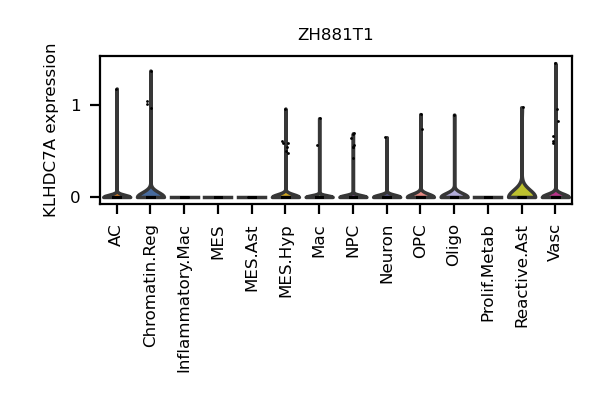 ZH881T1
KLHDC7A expression
1
0
AC
Chromatin.Reg
Inflammatory.Mac
MES
MES.Ast
MES.Hyp
Mac
NPC
Neuron
OPC
Oligo
Prolif.Metab
Reactive.Ast
Vasc